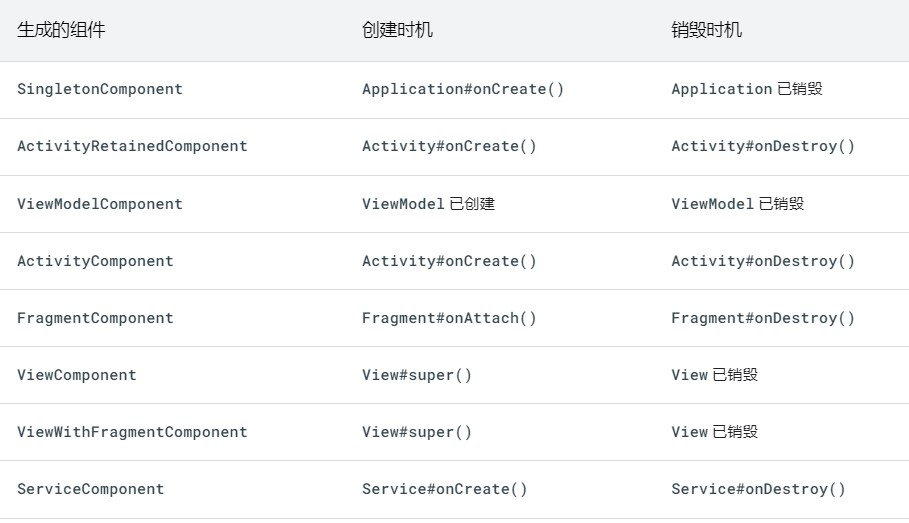 生成的组件 创建时机 销毁时机
SingletonComponent Application#onCreate() Application 已销毁
ActivityRetainedComponent Activity#onCreate() Activity#onDestroy()
ViewModelComponent ViewModel 已创建 ViewModel 已销毁
ActivityComponent Activity#onCreate() Activity#onDestroy()
FragmentComponent Fragment#onAttach() Fragment#onDestroy()
ViewComponent View#super() View 已销毁
ViewWithFragmentComponent View#super() View 已销毁
ServiceComponent Service#onCreate() Service#onDestroy()